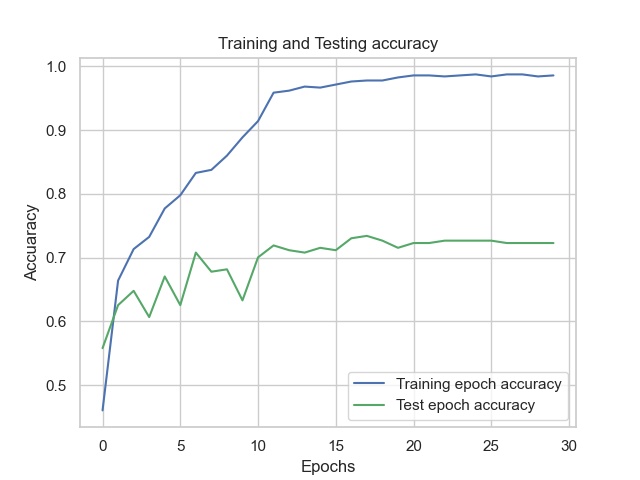 Training and Testing accuracy
1.0
0.9
0.8
0.7
0.6
0.5
Accuaracy
Training epoch accuracy
Test epoch accuracy
0 5 10 15 20 25 30
Epochs